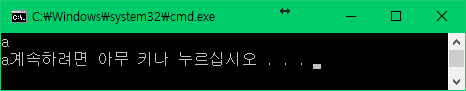 C:₩Windows₩system32₩cmd.exe
a
a계속하려면 아무 키나 누르십시오 . . .